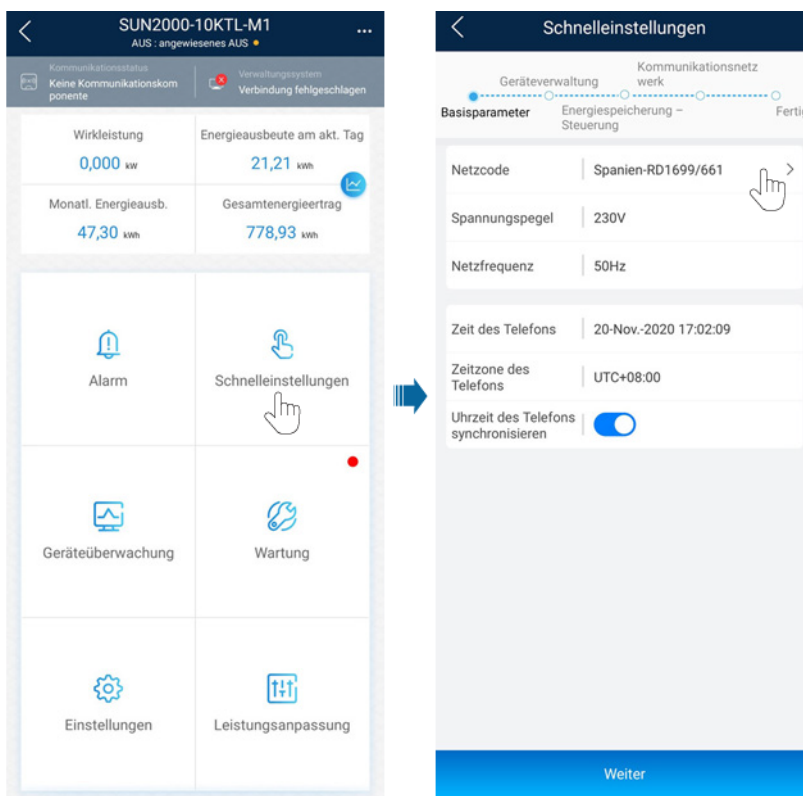 SUN2000-10KTL-M1
AUS : angewiesenes AUS
Kommunikationsstatus
Keine Kommunikationskom
ponente
Verwaltungssystem
Verbindung fehlgeschlagen
Wirkleistung
0,000 kW
Energieausbeute am akt. Tag
21,21 kWh
Monatl. Energieausb.
47,30 kWh
Gesamtenergieertrag
778,93 kWh
Alarm
Schnelleinstellungen
Geräteüberwachung
Wartung
Einstellungen
Leistungsanpassung
Schnelleinstellungen
Basisparameter
Geräteverwaltung
Energiespeicherung –
Steuerung
Kommunikationsnetz
werk
Fertig
Netzcode
Spanien-RD1699/661
Spannungspegel
230V
Netzfrequenz
50Hz
Zeit des Telefons
20-Nov.-2020 17:02:09
Zeitzone des
Telefons
UTC+08:00
Uhrzeit des Telefons
synchronisieren
Weiter